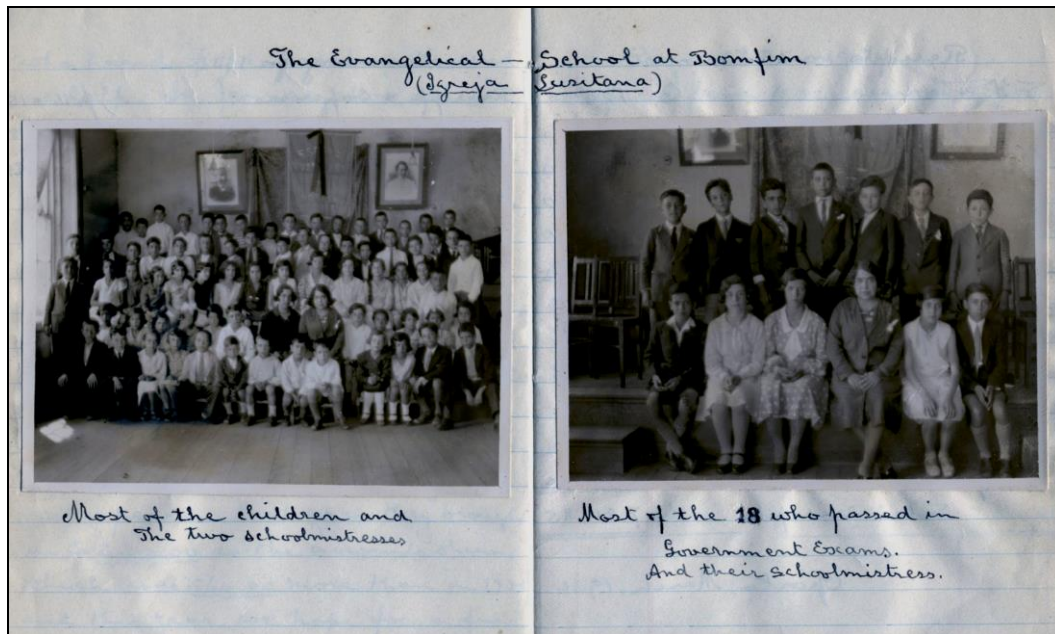 The Evangelical — School at Bomfim
(Igreja Lusitana)
Most of the children and
The two schoolmistresses
Most of the 18 who passed in
Government Exams.
And their schoolmistress.